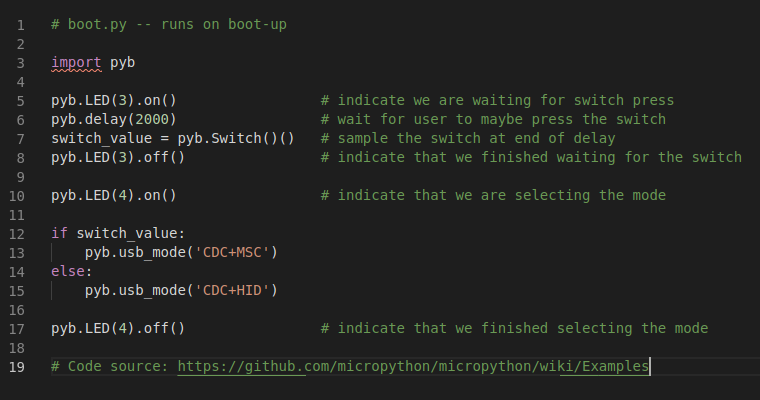 1 # boot.py -- runs on boot-up
2
3 import pyb
4
5 pyb.LED(3).on()                 # indicate we are waiting for switch press
6 pyb.delay(2000)                 # wait for user to maybe press the switch
7 switch_value = pyb.Switch()()   # sample the switch at end of delay
8 pyb.LED(3).off()                # indicate that we finished waiting for the switch
9
10 pyb.LED(4).on()                 # indicate that we are selecting the mode
11
12 if switch_value:
13     pyb.usb_mode('CDC+MSC')
14 else:
15     pyb.usb_mode('CDC+HID')
16
17 pyb.LED(4).off()                # indicate that we finished selecting the mode
18
19 # Code source: https://github.com/micropython/micropython/wiki/Examples